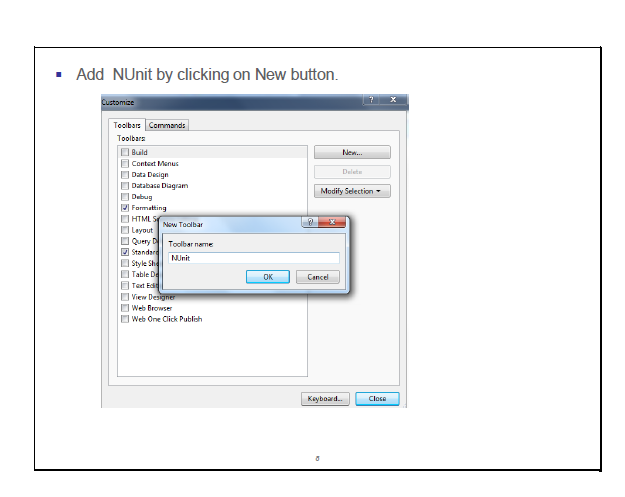 Add NUnit by clicking on New button.
Customize
? X
Toolbars Commands
Toolbars:
Build
New...
Context Menus
Data Design
Delete
Database Diagram
Modify Selection
Debug
Formatting
HTML S
New Toolbar
?
Layout
Query D
Toolbar name:
Standard
NUnit
Style She
Table De
OK Cancel
Text Edit
View Designer
Web Browser
Web One Click Publish
Keyboard... Close
8